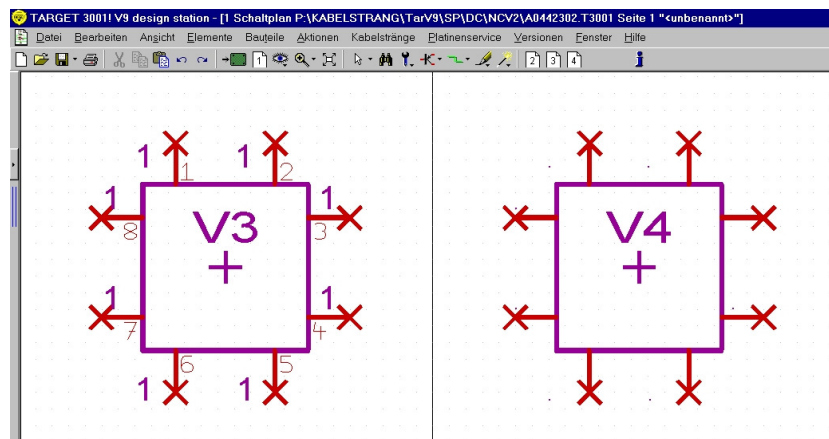 TARGET 3001! V9 design station - [1 Schaltplan P:\KABELSTRANG\TarV9\SP\DC\NCV2\A0442302.T3001 Seite 1 "<unbenannt>"]
Datei Bearbeiten Ansicht Elemente Bauteile Aktionen Kabelstränge Platinenservice Versionen Fenster Hilfe
1 2 3 4
1 1
1 2
1 1
8 V3 3 V4
1 1
7 4
6 5
1 1